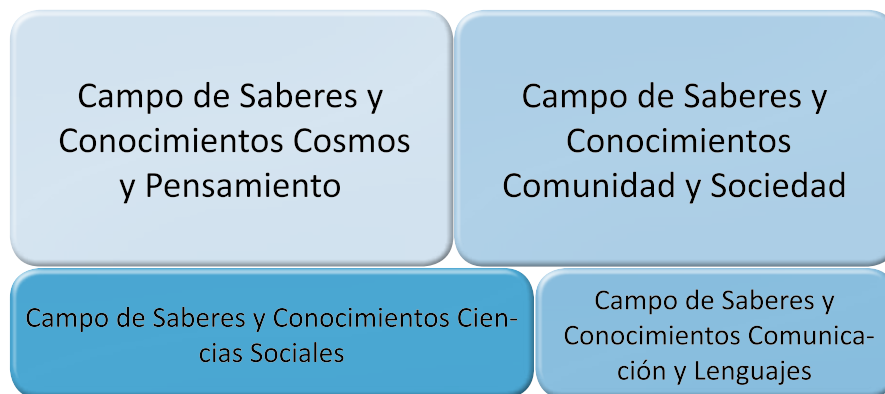 Campo de Saberes y
Conocimientos Cosmos
y Pensamiento
Campo de Saberes y
Conocimientos
Comunidad y Sociedad
Campo de Saberes y Conocimientos Cien-
cias Sociales
Campo de Saberes y
Conocimientos Comunica-
ción y Lenguajes